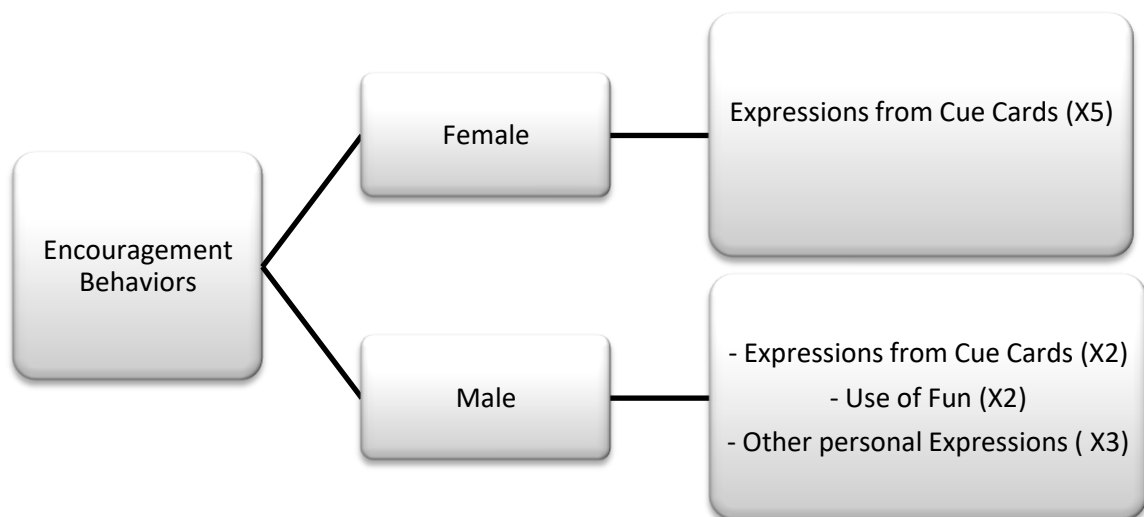 Encouragement
Behaviors
Female
Expressions from Cue Cards (X5)
Male
- Expressions from Cue Cards (X2)
- Use of Fun (X2)
- Other personal Expressions ( X3)